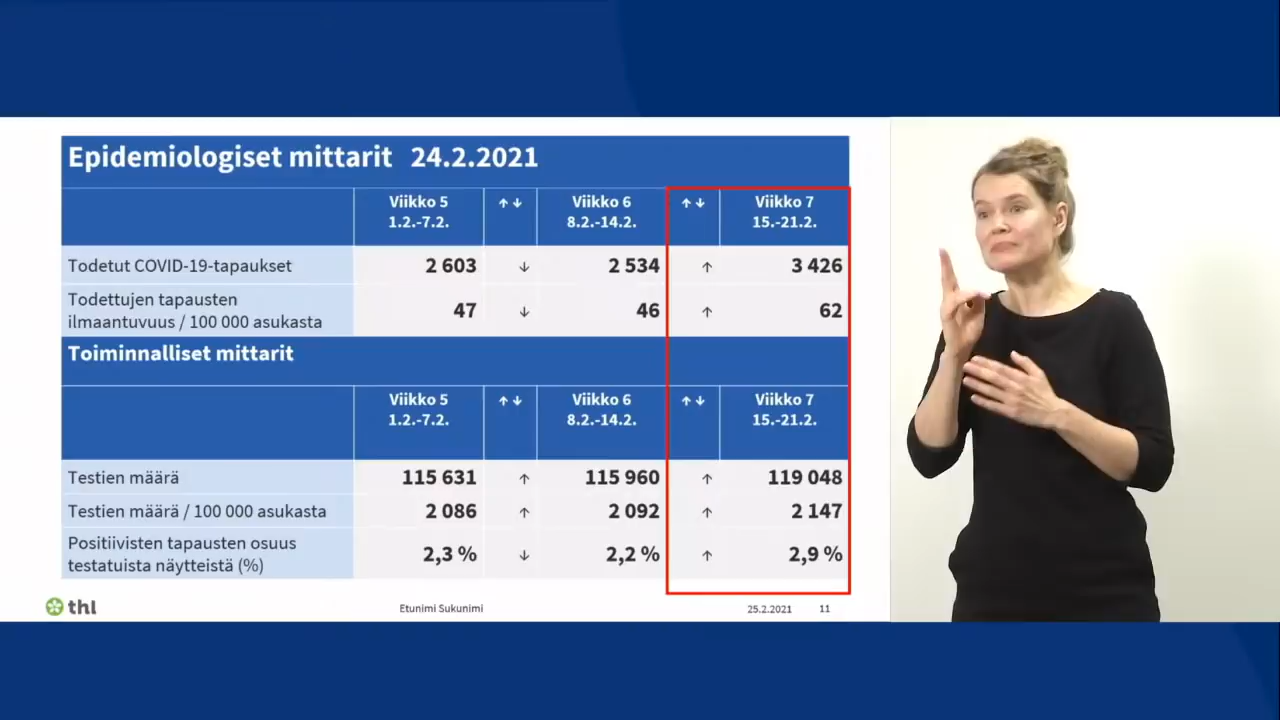 Epidemiologiset mittarit 24.2.2021
Viikko 5 ↑↓ Viikko 6 ↑↓ Viikko 7
1.2.-7.2. 8.2.-14.2. 15.-21.2.
Todetut COVID-19-tapaukset 2 603 ↓ 2 534 ↑ 3 426
Todettujen tapausten
ilmaantuvuus / 100 000 asukasta 47 ↓ 46 ↑ 62
Toiminnalliset mittarit
Viikko 5 ↑↓ Viikko 6 ↑↓ Viikko 7
1.2.-7.2. 8.2.-14.2. 15.-21.2.
Testien määrä 115 631 ↑ 115 960 ↑ 119 048
Testien määrä / 100 000 asukasta 2 086 ↑ 2 092 ↑ 2 147
Positiivisten tapausten osuus
testatuista näytteistä (%) 2,3 % ↓ 2,2 % ↑ 2,9 %
thl Etunimi Sukunimi 25.2.2021 11